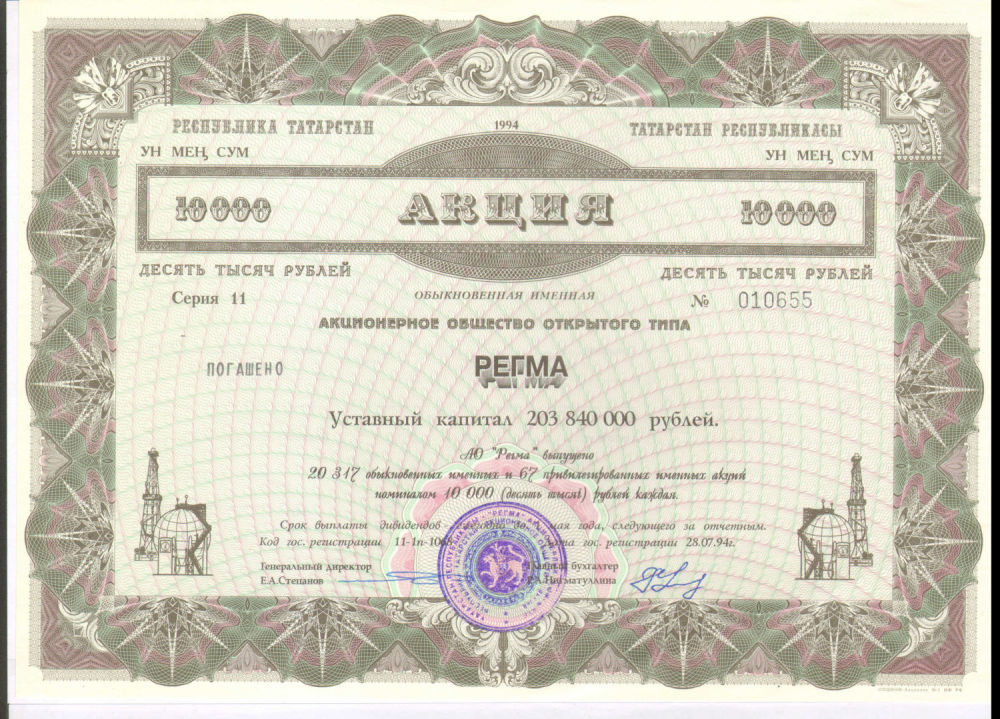 РЕСПУБЛИКА ТАТАРСТАН 1994 ТАТАРСТАН РЕСПУБЛИКАСЫ
УН МЕҢ СУМ УН МЕҢ СУМ
10000 АКЦИЯ 10000
ДЕСЯТЬ ТЫСЯЧ РУБЛЕЙ ДЕСЯТЬ ТЫСЯЧ РУБЛЕЙ
Серия 11 ОБЫКНОВЕННАЯ ИМЕННАЯ № 010655
АКЦИОНЕРНОЕ ОБЩЕСТВО ОТКРЫТОГО ТИПА
ПОГАШЕНО РЕГМА
Уставный капитал 203 840 000 рублей.
АО "Регма" выпущено
20 317 обыкновенных именных и 67 привилегированных именных акций
номиналом 10 000 (десять тысяч) рублей каждая.
Срок выплаты дивидендов - мая года, следующего за отчетным.
Код гос. регистрации 11-1п- гос. регистрации 28.07.94г.
Генеральный директор бухгалтер
Е.А.Степанов